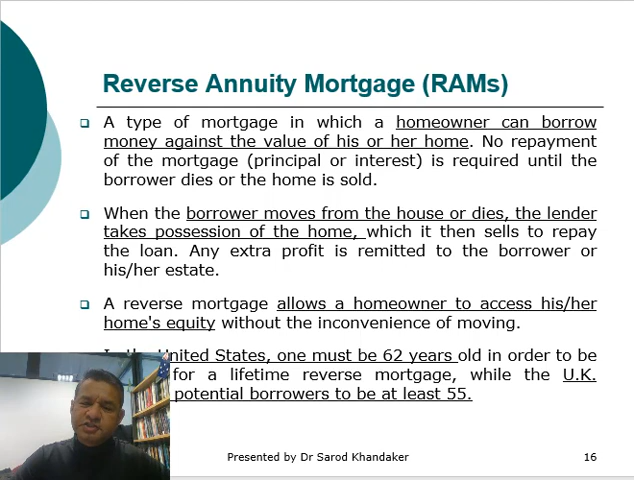 Reverse Annuity Mortgage (RAMs)
A type of mortgage in which a homeowner can borrow
money against the value of his or her home. No repayment
of the mortgage (principal or interest) is required until the
borrower dies or the home is sold.
When the borrower moves from the house or dies, the lender
takes possession of the home, which it then sells to repay
the loan. Any extra profit is remitted to the borrower or
his/her estate.
A reverse mortgage allows a homeowner to access his/her
home's equity without the inconvenience of moving.
In the United States, one must be 62 years old in order to be
for a lifetime reverse mortgage, while the U.K.
potential borrowers to be at least 55.
Presented by Dr Sarod Khandaker
16